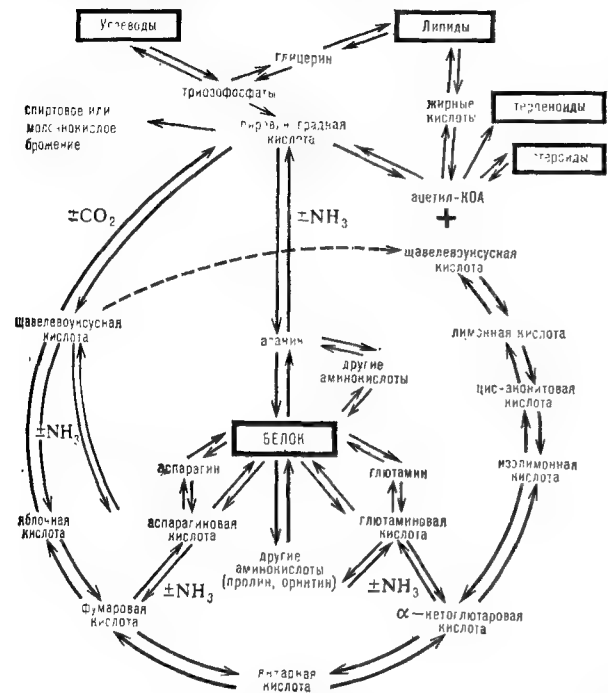 Углеводы
Липиды
глицерин
триозофосфаты
жирные
кислоты
терпеноиды
спиртовое или
молочнокислое
брожение
пировиноградная
кислота
стероиды
ацетил-КОА
+
∓CO₂
±NH₃
щавелевоуксусная
кислота
щавелевоуксусная
кислота
лимонная кислота
аланин
другие
аминокислоты
цис-аконитовая
кислота
±NH₃
БЕЛОК
аспарагин
глютамин
изолимонная
кислота
яблочная
кислота
аспарагиновая
кислота
глютаминовая
кислота
другие
аминокислоты
(пролин, орнитин)
±NH₃
±NH₃
фумаровая
кислота
α—кетоглютаровая
кислота
янтарная
кислота